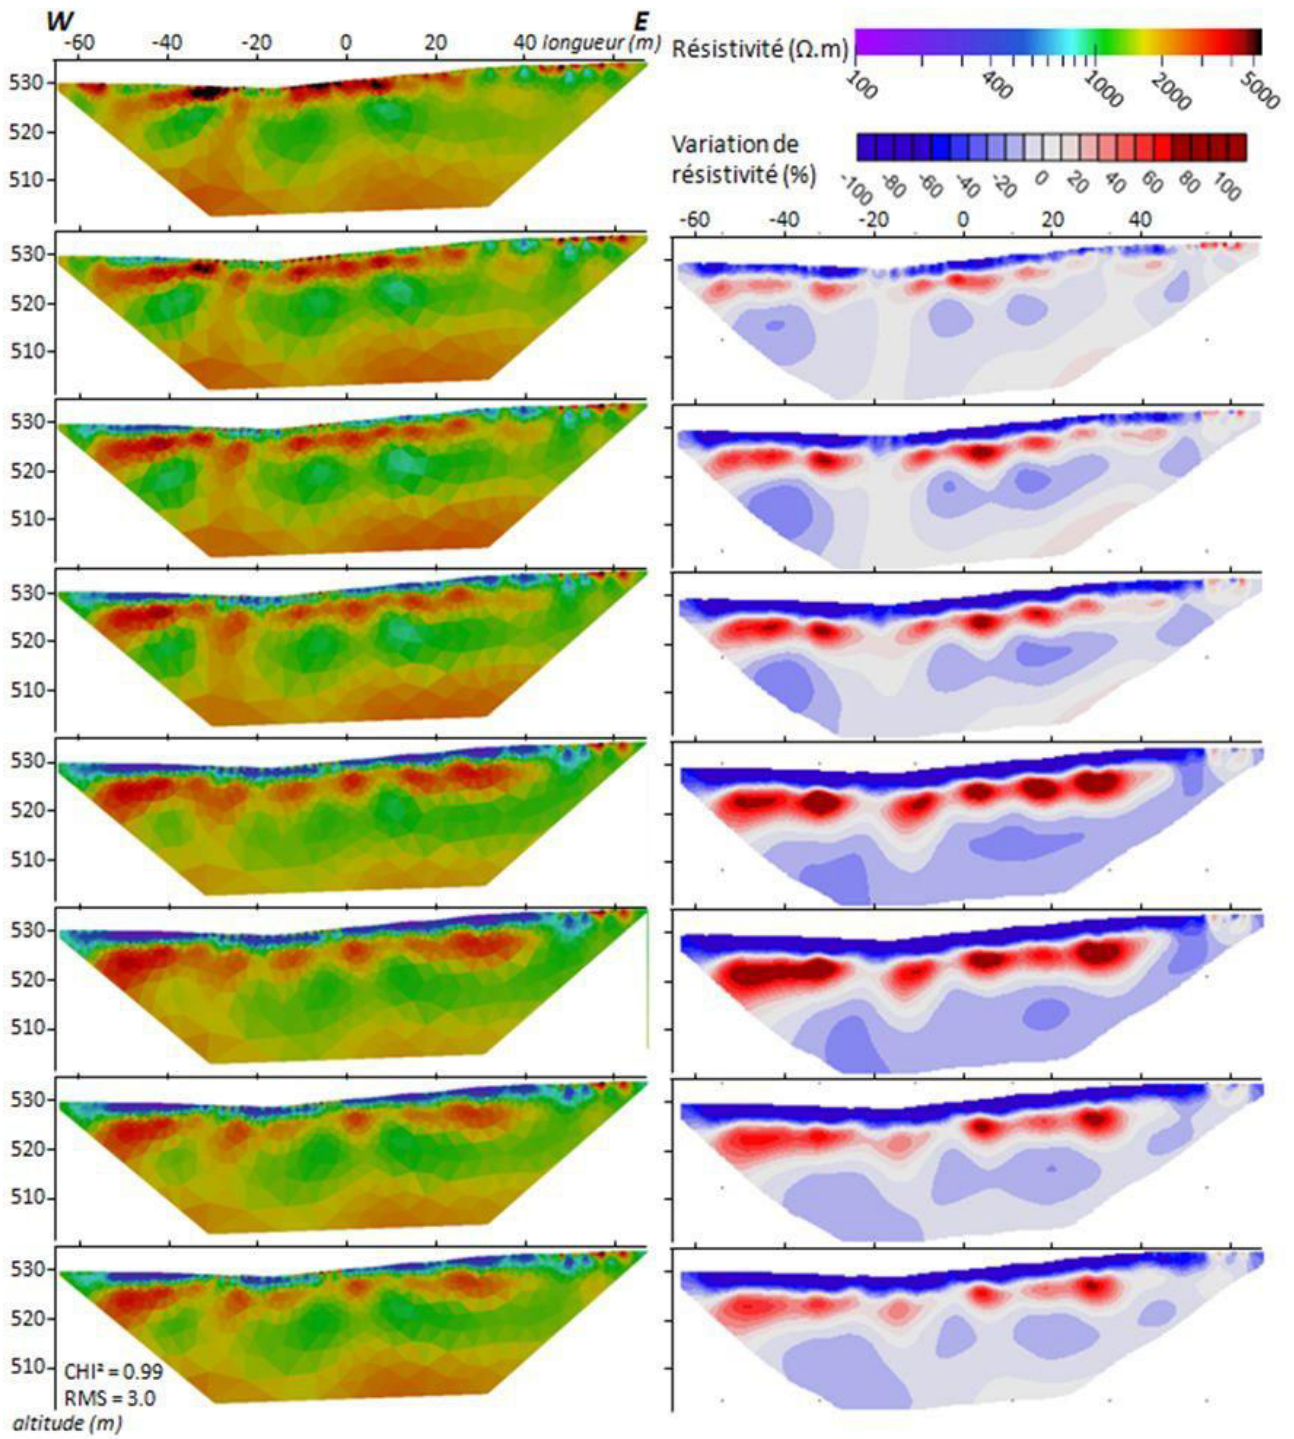 W E
-60 -40 -20 0 20 40 longueur (m)
Résistivité (Ω.m)
100 400 1000 2000 5000
Variation de
résistivité (%)
-100 -80 -60 -40 -20 0 20 40 60 80 100
-60 -40 -20 0 20 40
530
520
510
530
520
510
530
520
510
530
520
510
530
520
510
530
520
510
530
520
510
530
520
510
CHI² = 0.99
RMS = 3.0
altitude (m)